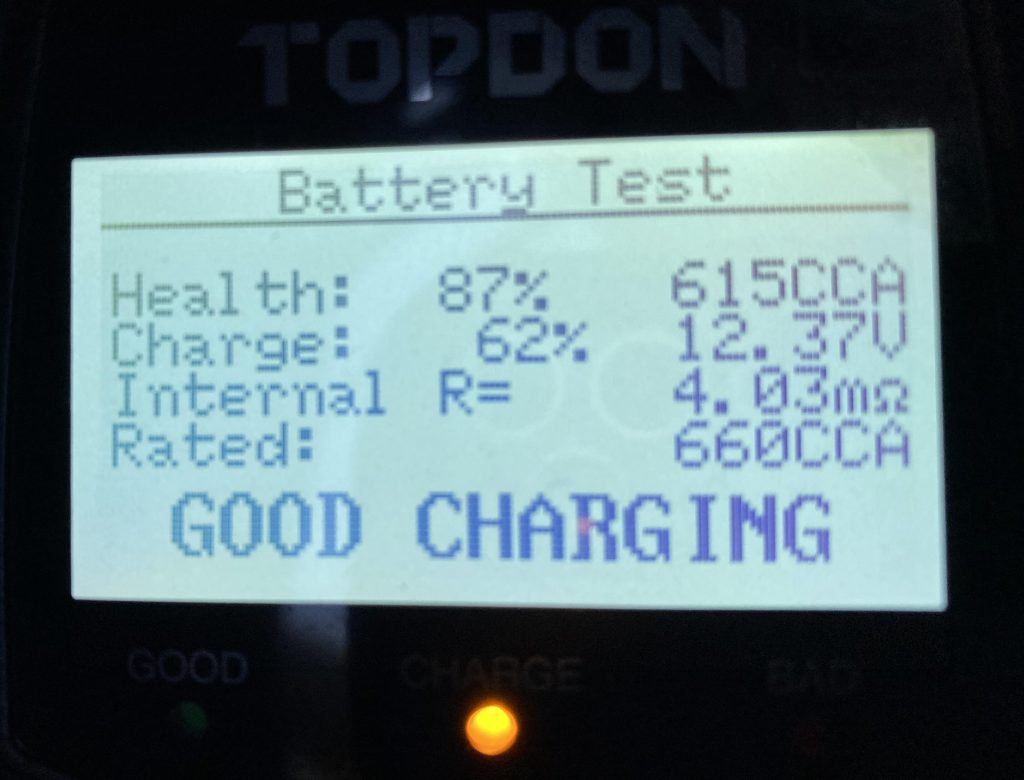 TOPDON
Battery Test
Health: 87% 615CCA
Charge: 62% 12.37V
Internal R= 4.03mΩ
Rated: 660CCA
GOOD CHARGING
GOOD CHARGE BAD